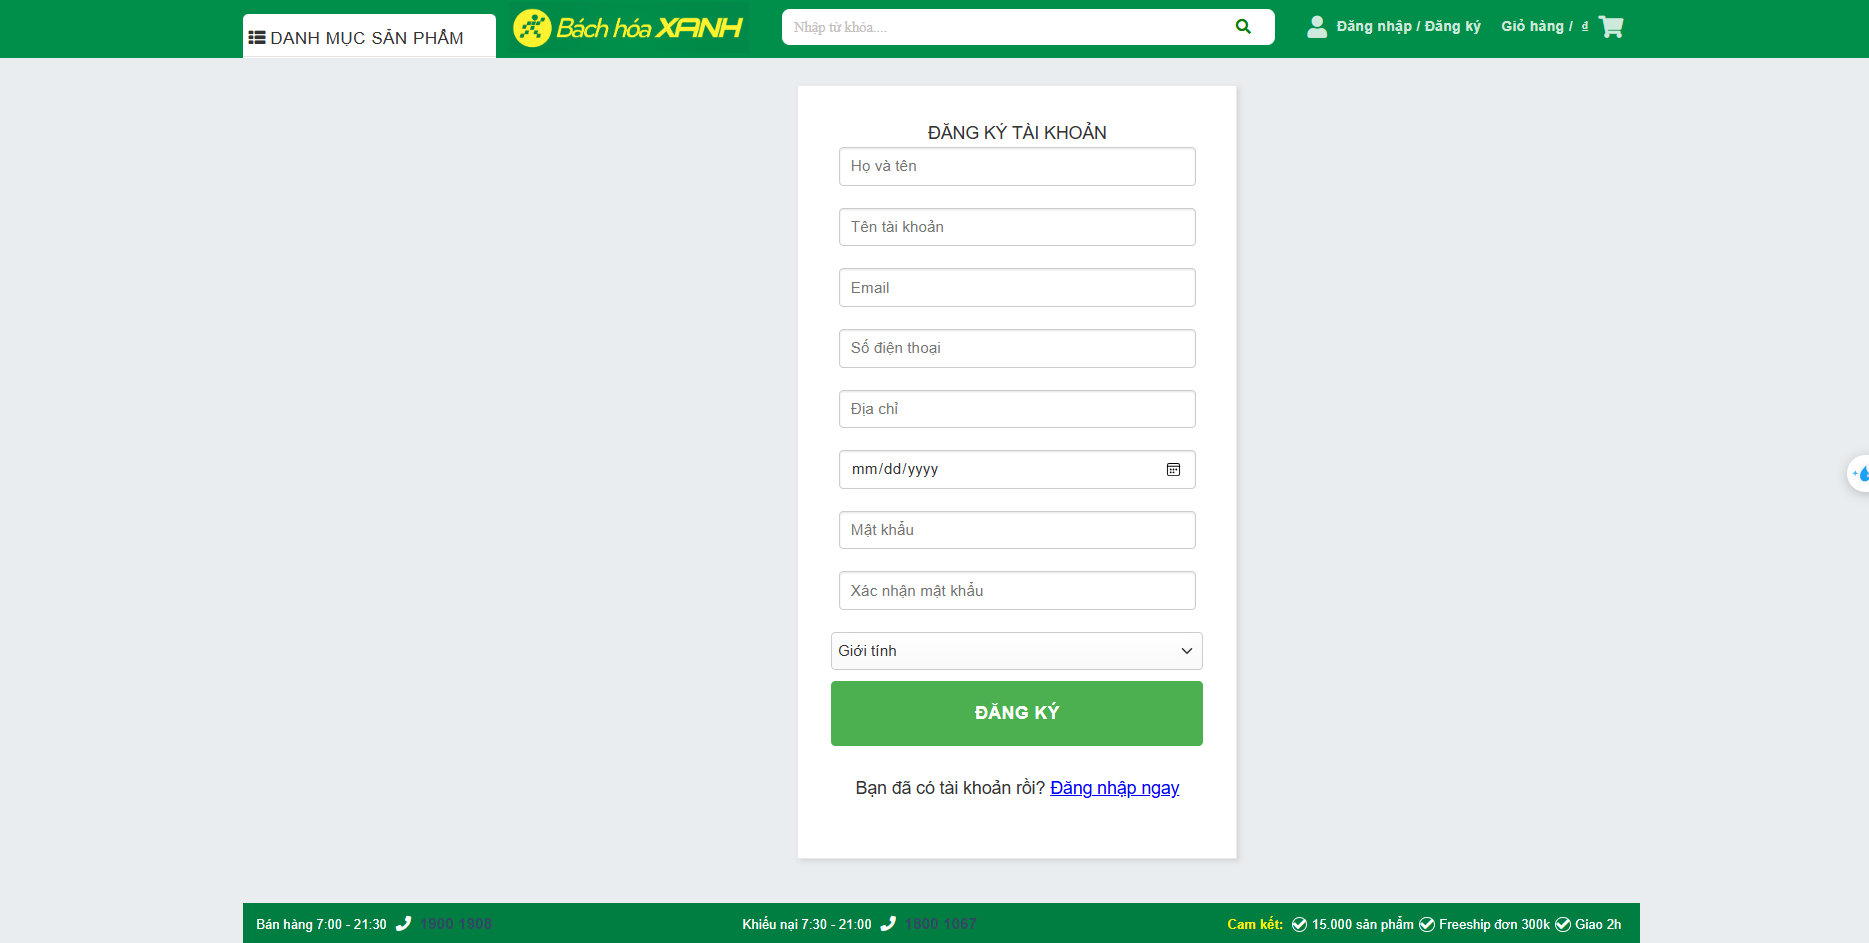 DANH MỤC SẢN PHẨM
Bách hóa XANH
Nhập từ khóa....
Đăng nhập / Đăng ký
Giỏ hàng / đ
ĐĂNG KÝ TÀI KHOẢN
Họ và tên
Tên tài khoản
Email
Số điện thoại
Địa chỉ
mm/dd/yyyy
Mật khẩu
Xác nhận mật khẩu
Giới tính
ĐĂNG KÝ
Bạn đã có tài khoản rồi? Đăng nhập ngay
Bán hàng 7:00 - 21:30 1900 1908
Khiếu nại 7:30 - 21:00 1800 1067
Cam kết: 15.000 sản phẩm Freeship đơn 300k Giao 2h